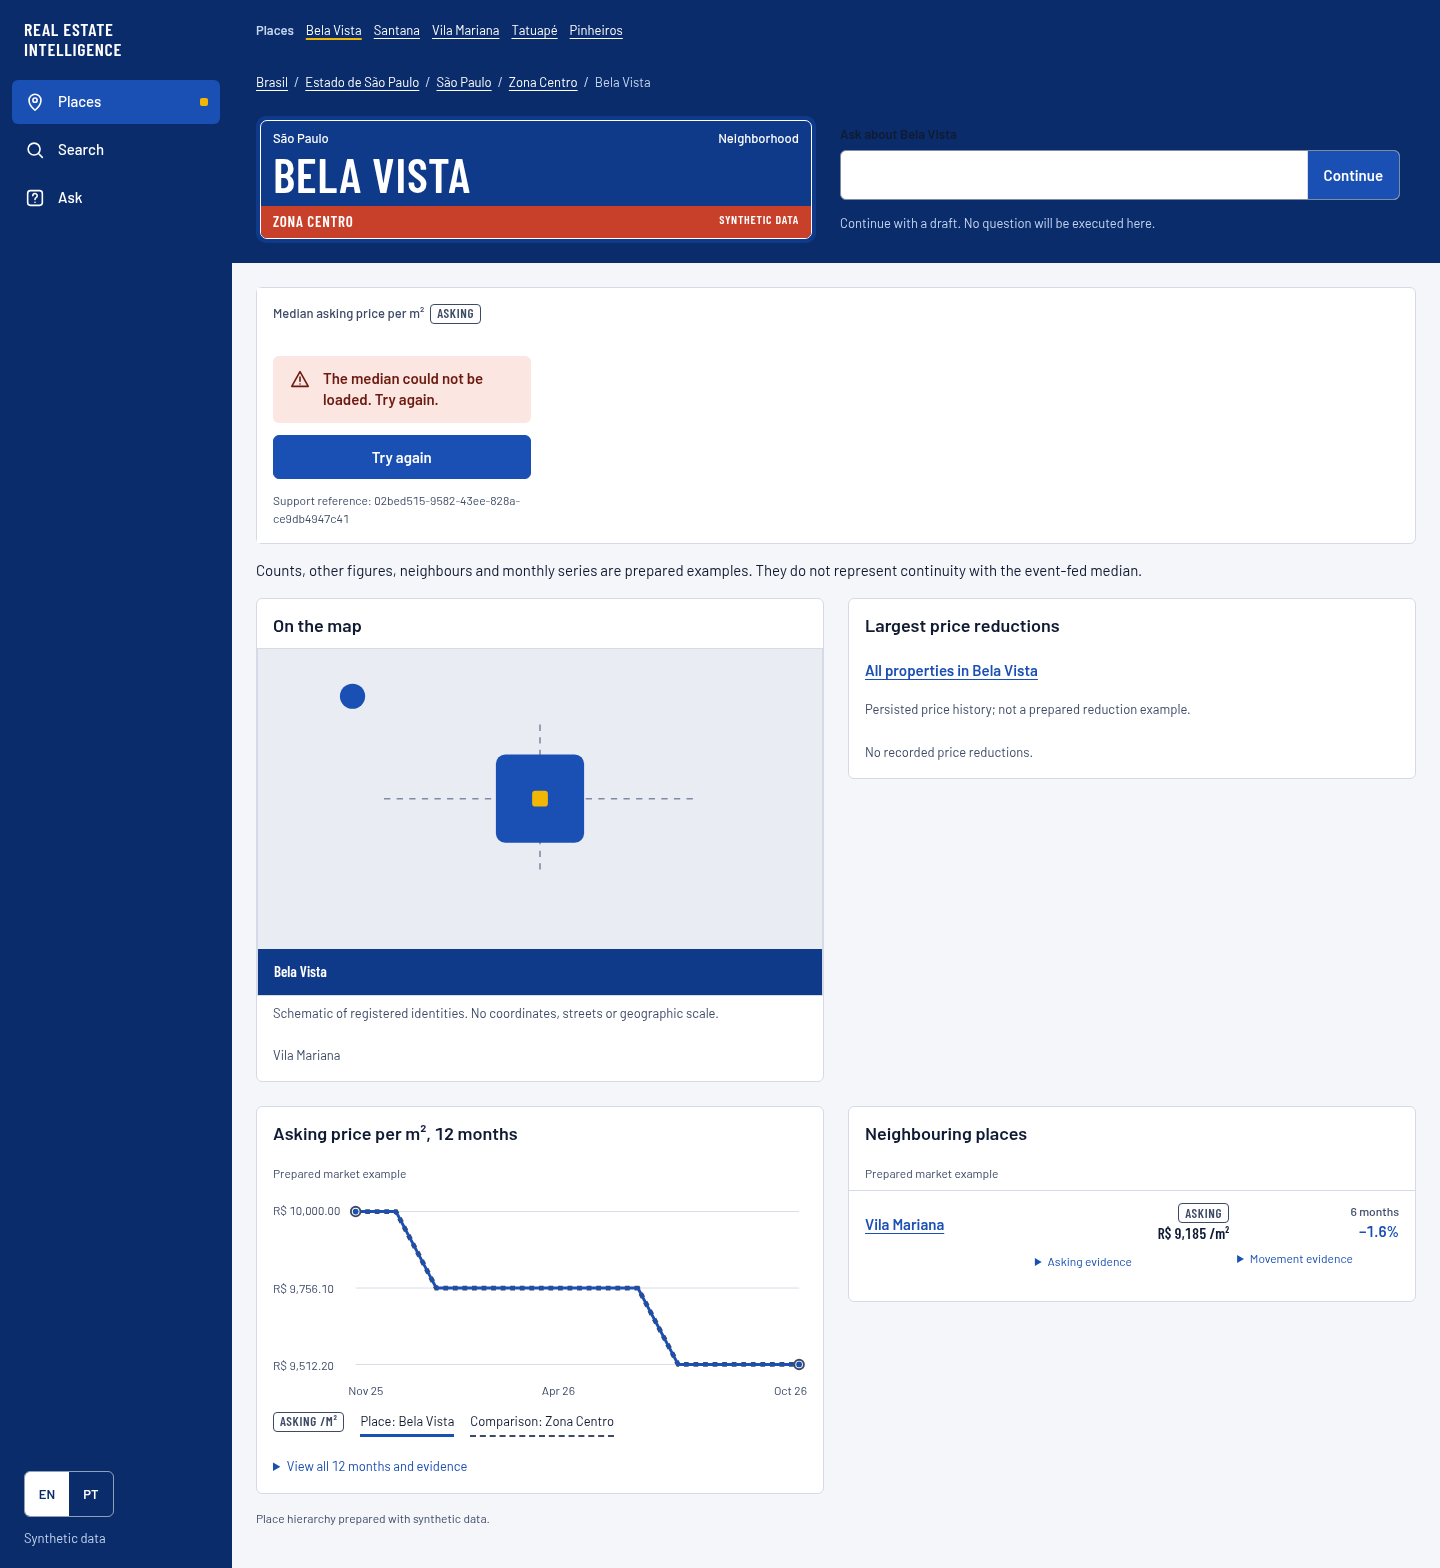 REAL ESTATE
INTELLIGENCE
Places
Search
Ask
EN PT
Synthetic data
Places Bela Vista Santana Vila Mariana Tatuapé Pinheiros
Brasil / Estado de São Paulo / São Paulo / Zona Centro / Bela Vista
São Paulo Neighborhood
BELA VISTA
ZONA CENTRO SYNTHETIC DATA
Ask about Bela Vista
Continue
Continue with a draft. No question will be executed here.
Median asking price per m² ASKING
The median could not be
loaded. Try again.
Try again
Support reference: 02bed515-9582-43ee-828a-
ce9db4947c41
Counts, other figures, neighbours and monthly series are prepared examples. They do not represent continuity with the event-fed median.
On the map
Bela Vista
Schematic of registered identities. No coordinates, streets or geographic scale.
Vila Mariana
Largest price reductions
All properties in Bela Vista
Persisted price history; not a prepared reduction example.
No recorded price reductions.
Asking price per m², 12 months
Prepared market example
R$ 10,000.00
R$ 9,756.10
R$ 9,512.20
Nov 25 Apr 26 Oct 26
ASKING /M² Place: Bela Vista Comparison: Zona Centro
View all 12 months and evidence
Neighbouring places
Prepared market example
Vila Mariana
ASKING
R$ 9,185 /m²
Asking evidence
6 months
−1.6%
Movement evidence
Place hierarchy prepared with synthetic data.